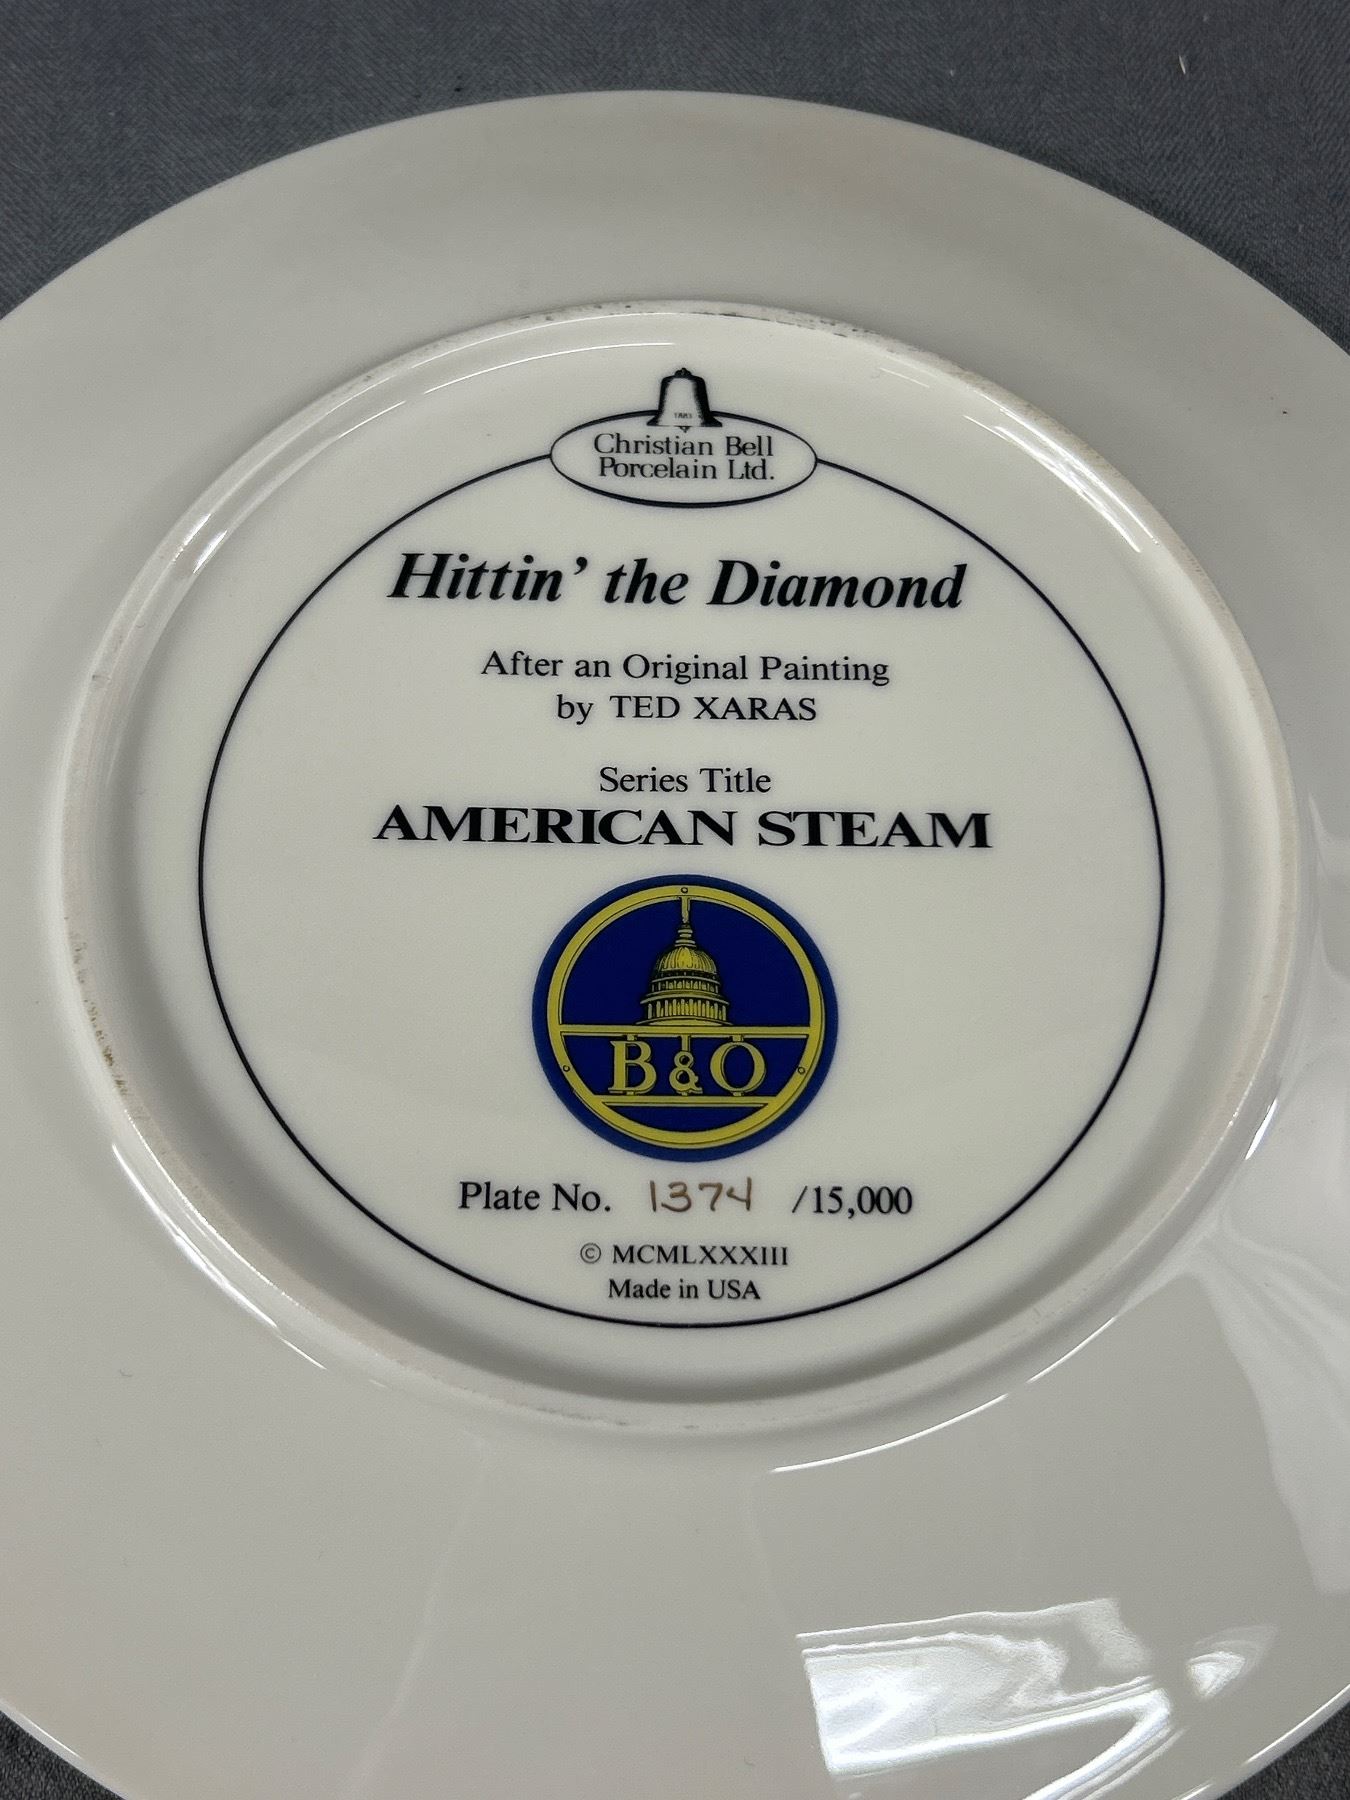 Christian Bell
Porcelain Ltd.
Hittin' the Diamond
After an Original Painting
by TED XARAS
Series Title
AMERICAN STEAM
B&O
Plate No. 1374 /15,000
© MCMLXXXIII
Made in USA